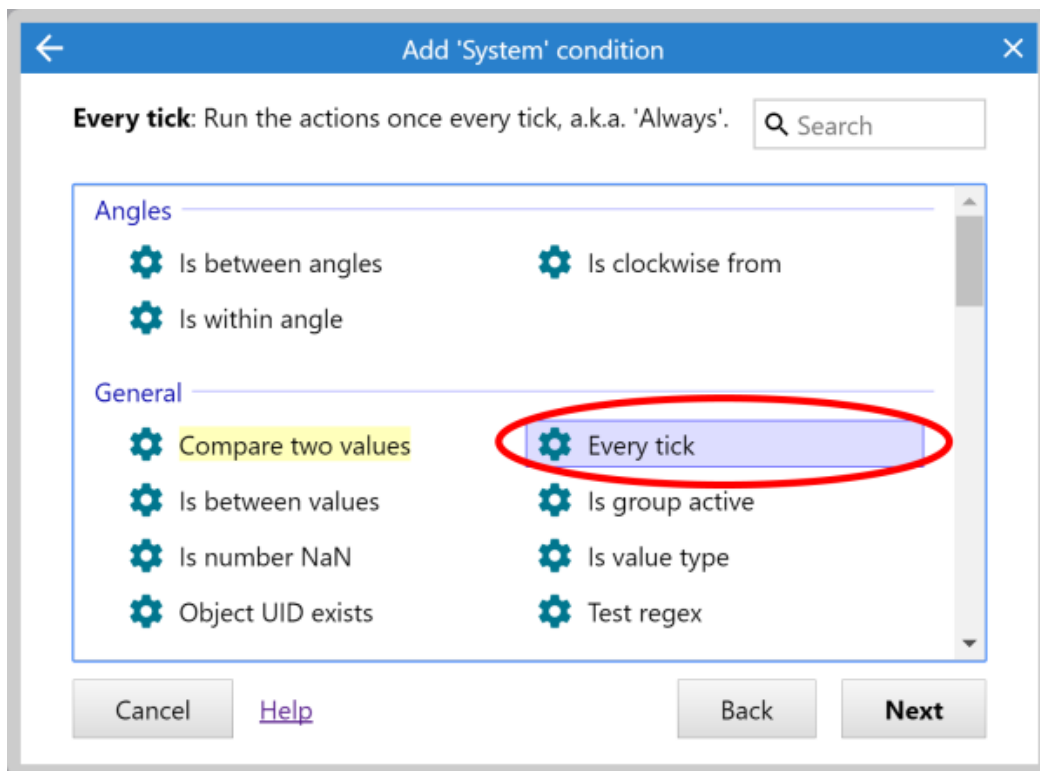 Add 'System' condition
Every tick: Run the actions once every tick, a.k.a. 'Always'.
Search
Angles
Is between angles
Is clockwise from
Is within angle
General
Compare two values
Every tick
Is between values
Is group active
Is number NaN
Is value type
Object UID exists
Test regex
Cancel
Help
Back
Next